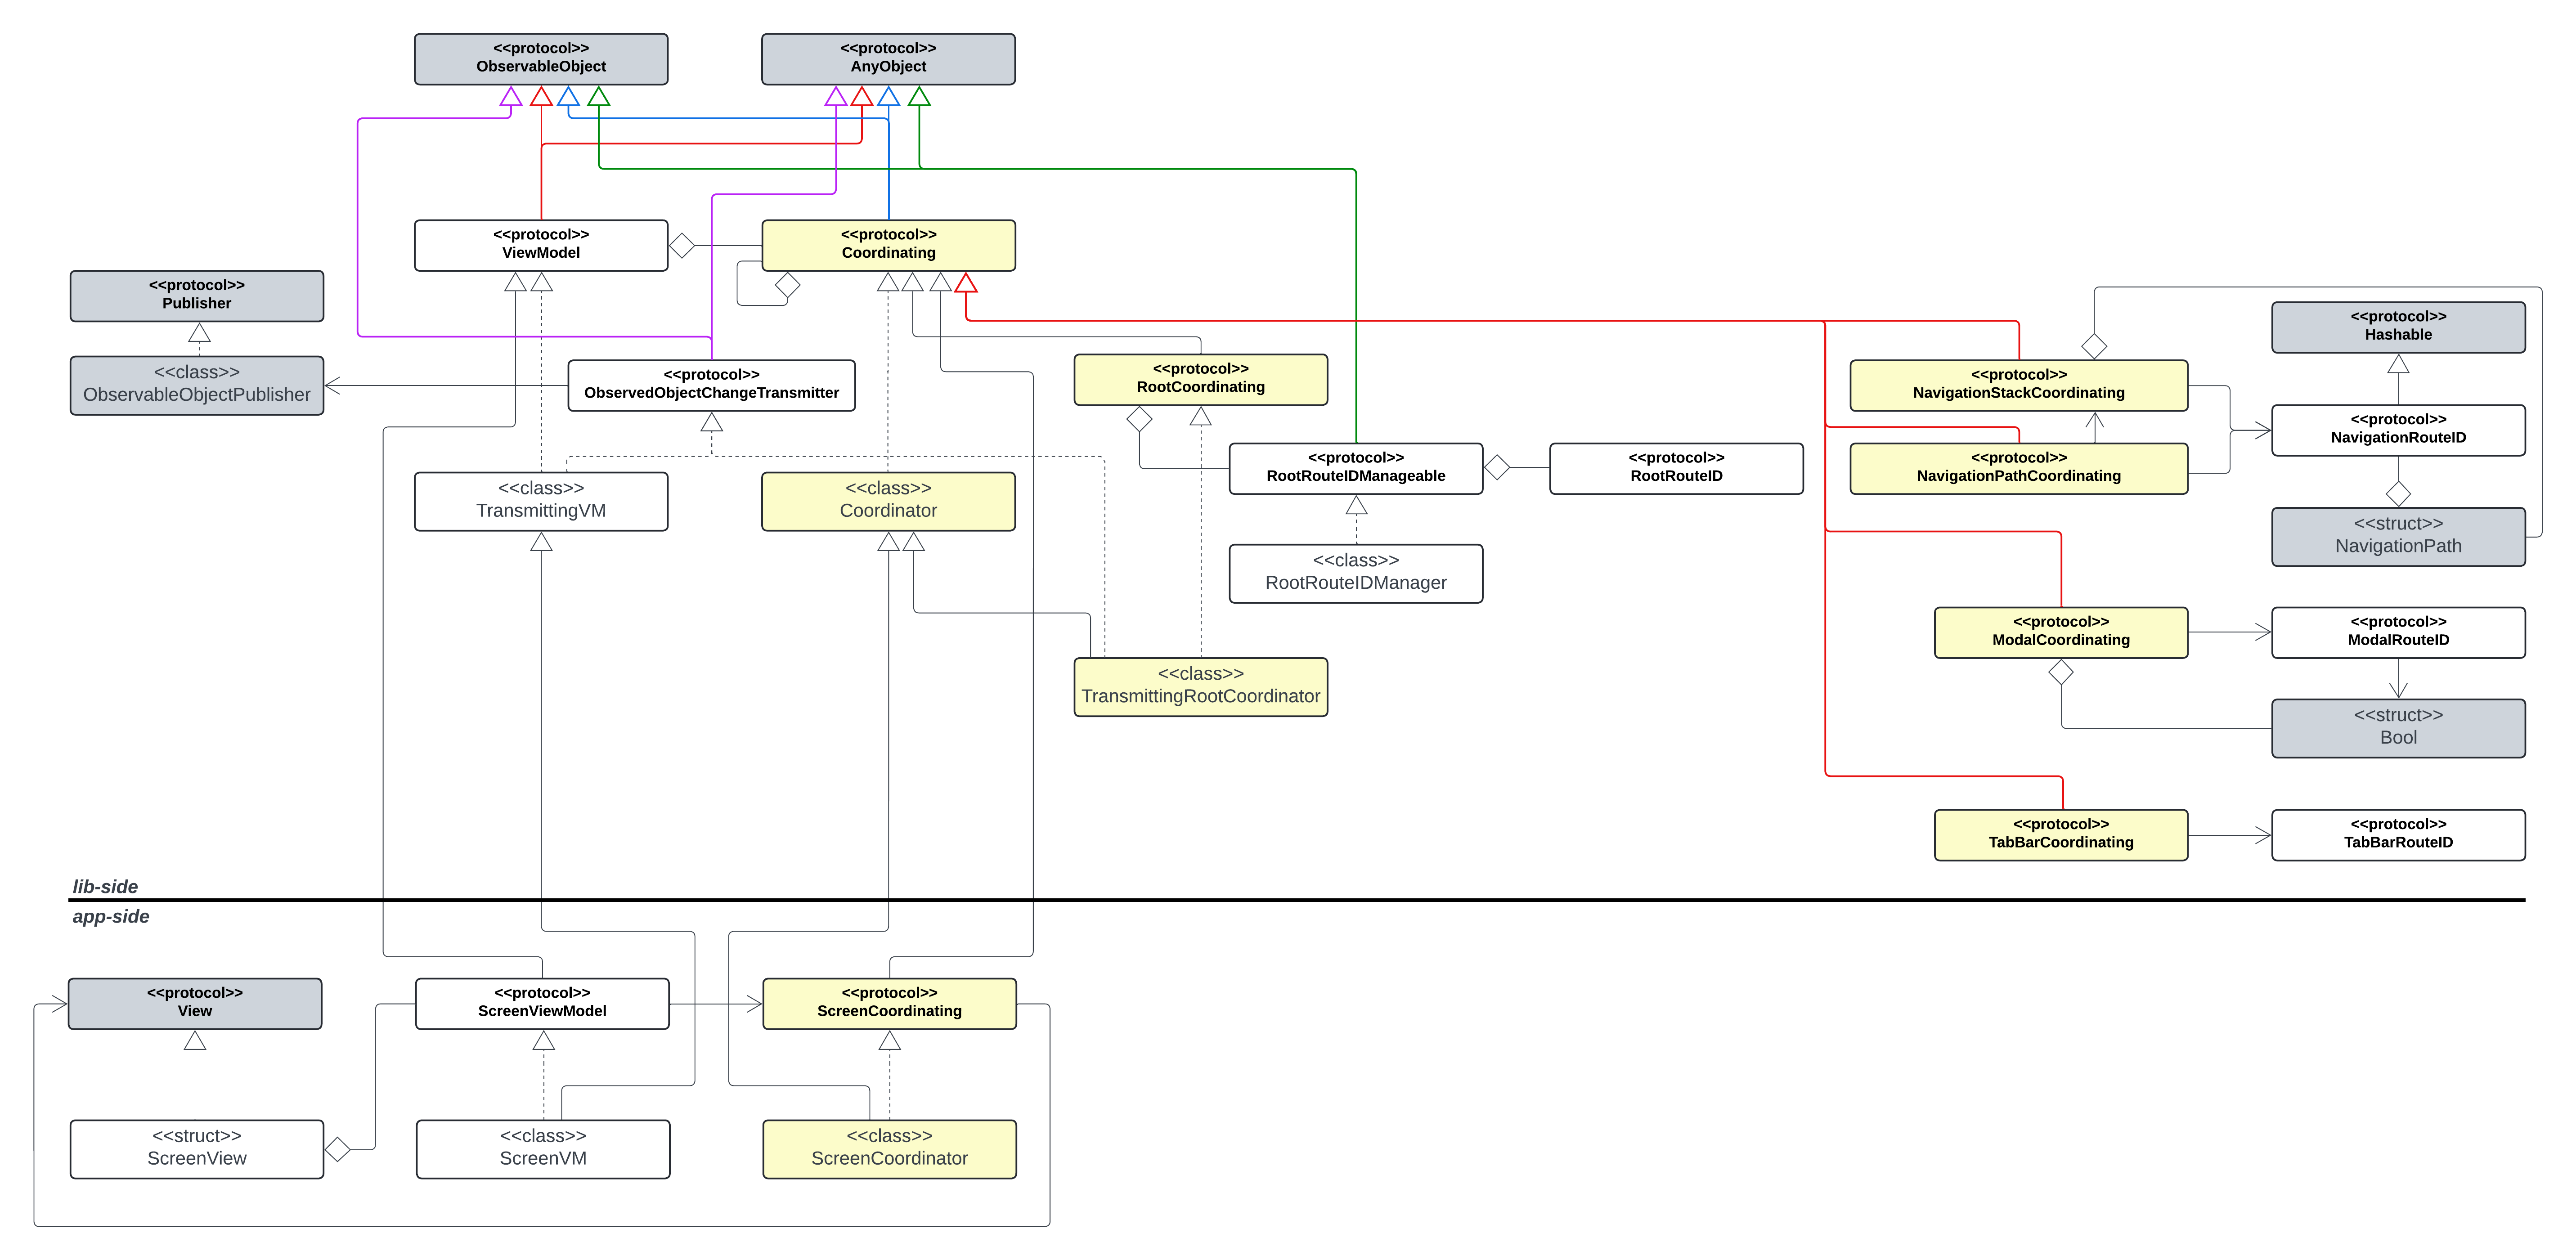 <<protocol>>
ObservableObject
<<protocol>>
AnyObject
<<protocol>>
ViewModel
<<protocol>>
Coordinating
<<protocol>>
Publisher
<<class>>
ObservableObjectPublisher
<<protocol>>
ObservedObjectChangeTransmitter
<<protocol>>
RootCoordinating
<<protocol>>
NavigationStackCoordinating
<<protocol>>
Hashable
<<protocol>>
NavigationRouteID
<<protocol>>
RootRouteIDManageable
<<protocol>>
RootRouteID
<<protocol>>
NavigationPathCoordinating
<<class>>
TransmittingVM
<<class>>
Coordinator
<<struct>>
NavigationPath
<<class>>
RootRouteIDManager
<<protocol>>
ModalCoordinating
<<protocol>>
ModalRouteID
<<class>>
TransmittingRootCoordinator
<<struct>>
Bool
<<protocol>>
TabBarCoordinating
<<protocol>>
TabBarRouteID
lib-side
app-side
<<protocol>>
View
<<protocol>>
ScreenViewModel
<<protocol>>
ScreenCoordinating
<<struct>>
ScreenView
<<class>>
ScreenVM
<<class>>
ScreenCoordinator